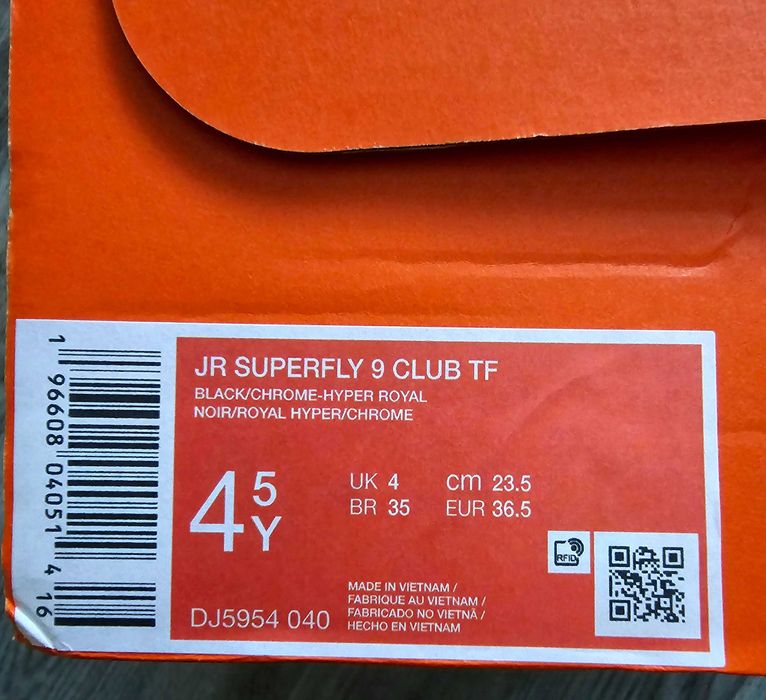 JR SUPERFLY 9 CLUB TF
BLACK/CHROME-HYPER ROYAL
NOIR/ROYAL HYPER/CHROME
4 5 Y
UK 4 cm 23.5
BR 35 EUR 36.5
RFID
DJ5954 040
MADE IN VIETNAM /
FABRIQUE AU VIETNAM /
FABRICADO NO VIETNÃ /
HECHO EN VIETNAM
1 96608 04051 4 16